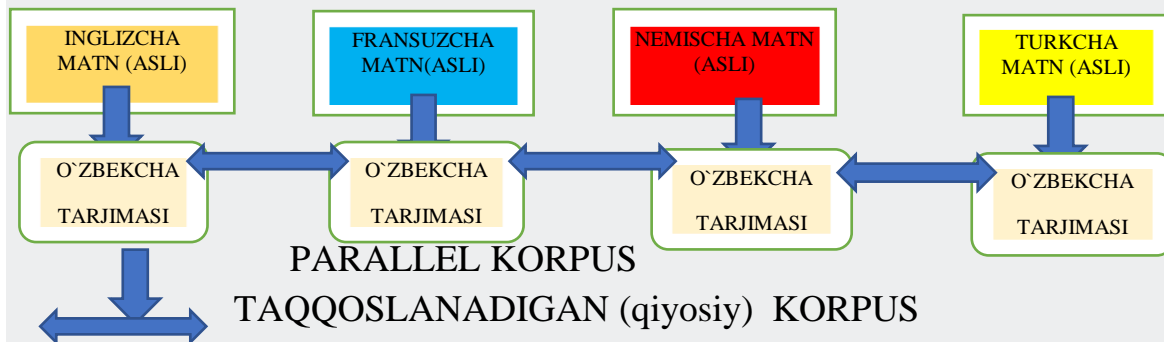 INGLIZCHA
MATN (ASLI)
FRANSUZCHA
MATN(ASLI)
NEMISCHA MATN
(ASLI)
TURKCHA
MATN (ASLI)
O`ZBEKCHA
TARJIMASI
O`ZBEKCHA
TARJIMASI
O`ZBEKCHA
TARJIMASI
O`ZBEKCHA
TARJIMASI
PARALLEL KORPUS
TAQQOSLANADIGAN (qiyosiy) KORPUS